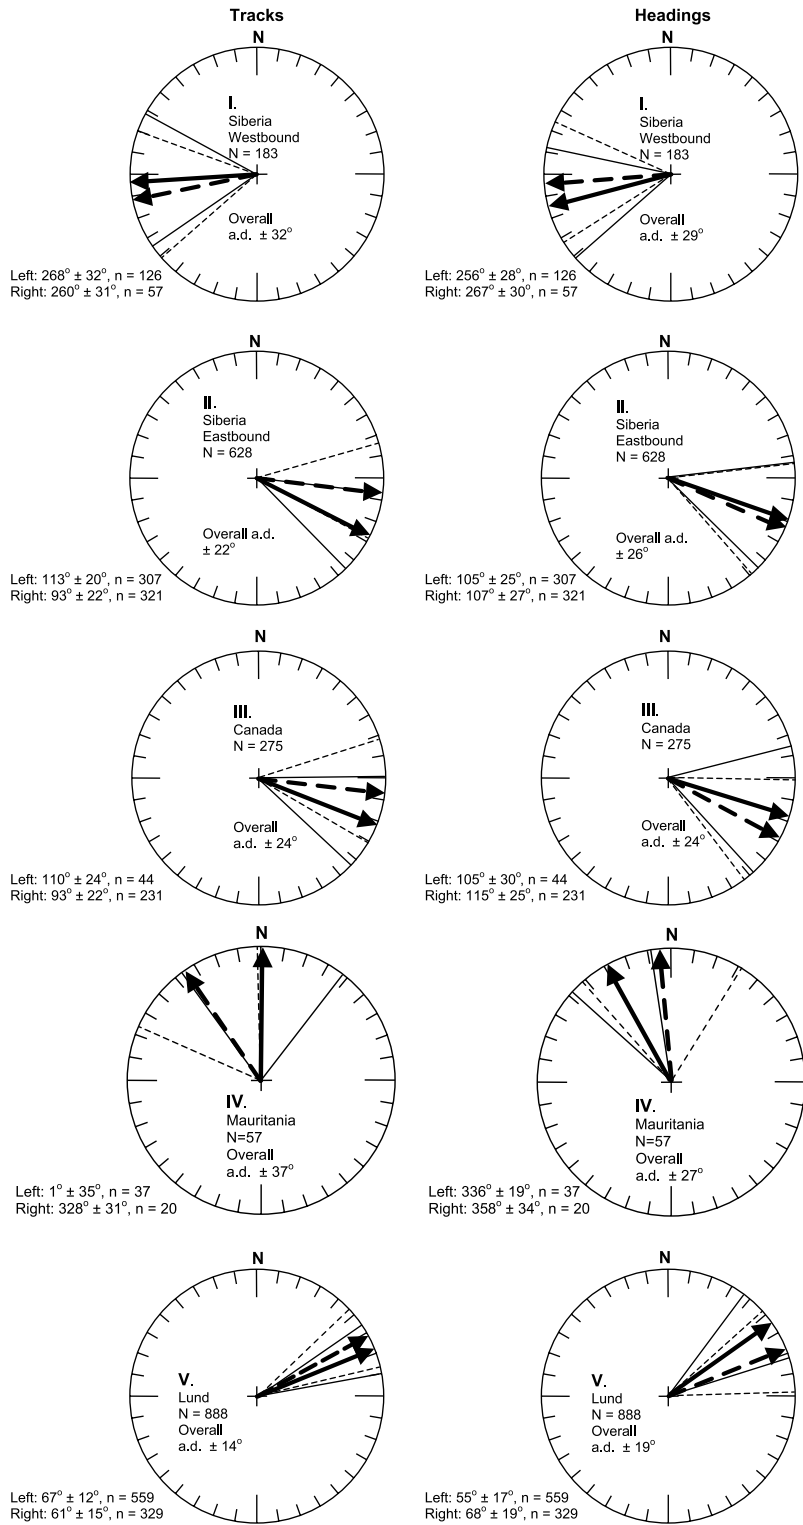 Tracks
Headings
N
I.
Siberia
Westbound
N = 183
Overall
a.d. ± 32°
Left: 268° ± 32°, n = 126
Right: 260° ± 31°, n = 57
N
I.
Siberia
Westbound
N = 183
Overall
a.d. ± 29°
Left: 256° ± 28°, n = 126
Right: 267° ± 30°, n = 57
N
II.
Siberia
Eastbound
N = 628
Overall a.d.
± 22°
Left: 113° ± 20°, n = 307
Right: 93° ± 22°, n = 321
N
II.
Siberia
Eastbound
N = 628
Overall a.d.
± 26°
Left: 105° ± 25°, n = 307
Right: 107° ± 27°, n = 321
N
III.
Canada
N = 275
Overall
a.d. ± 24°
Left: 110° ± 24°, n = 44
Right: 93° ± 22°, n = 231
N
III.
Canada
N = 275
Overall
a.d. ± 24°
Left: 105° ± 30°, n = 44
Right: 115° ± 25°, n = 231
N
IV.
Mauritania
N=57
Overall
a.d. ± 37°
Left: 1° ± 35°, n = 37
Right: 328° ± 31°, n = 20
N
IV.
Mauritania
N=57
Overall
a.d. ± 27°
Left: 336° ± 19°, n = 37
Right: 358° ± 34°, n = 20
N
V.
Lund
N = 888
Overall
a.d. ± 14°
Left: 67° ± 12°, n = 559
Right: 61° ± 15°, n = 329
N
V.
Lund
N = 888
Overall
a.d. ± 19°
Left: 55° ± 17°, n = 559
Right: 68° ± 19°, n = 329